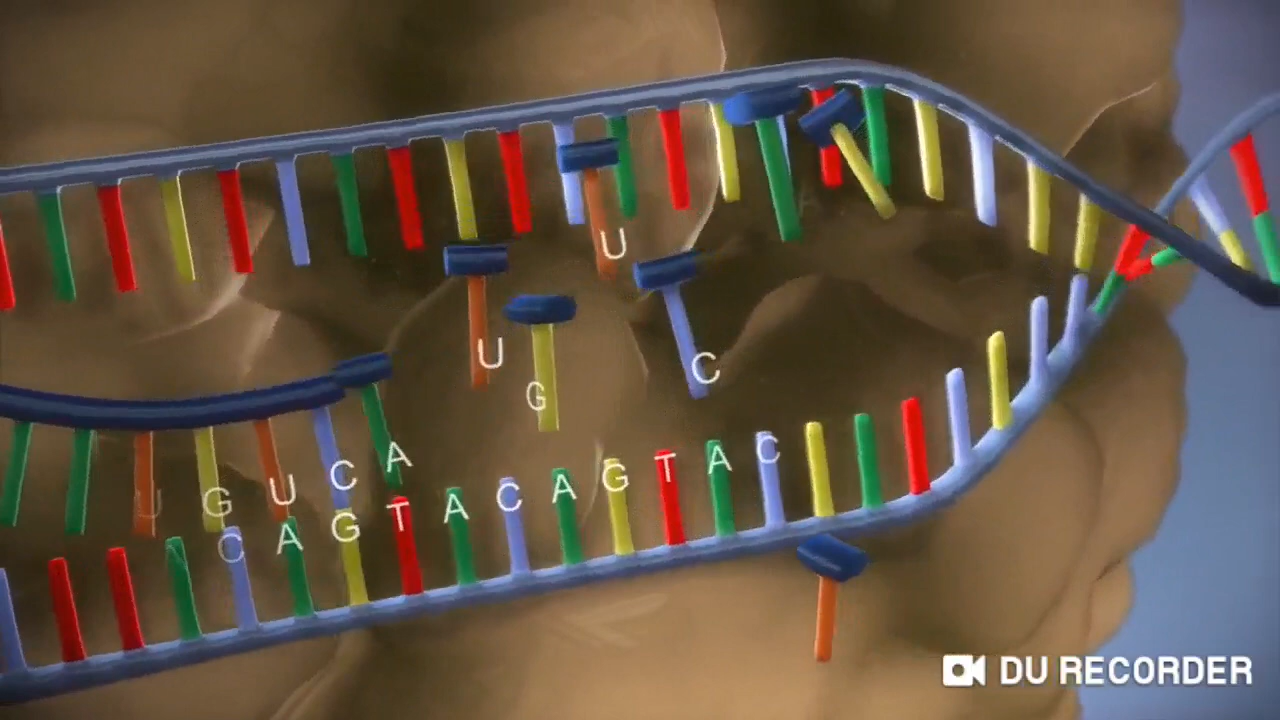 U
U
G
C
A
U G U C
C A G T A C A G T A C
DU RECORDER